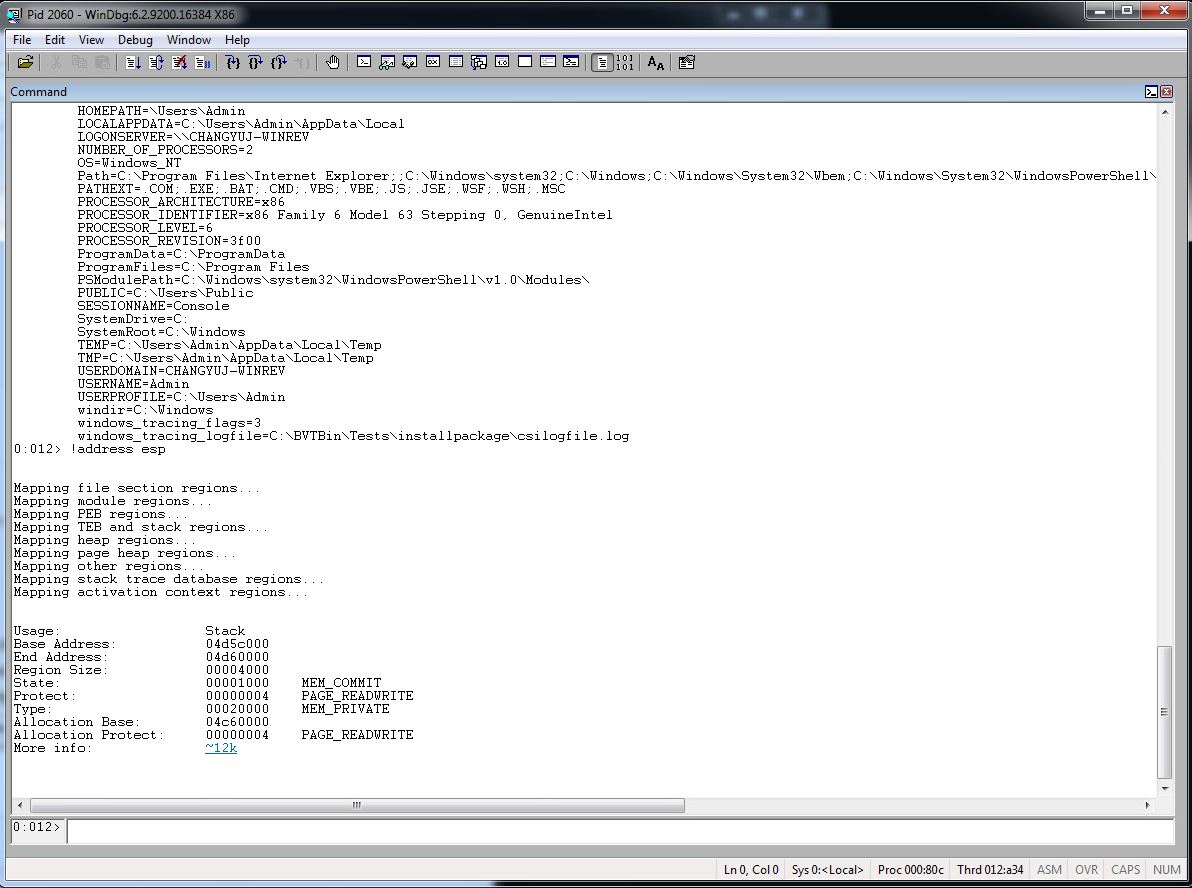 Pid 2060 - WinDbg:6.2.9200.16384 X86
File Edit View Debug Window Help
Command
HOMEPATH=\Users\Admin
LOCALAPPDATA=C:\Users\Admin\AppData\Local
LOGONSERVER=\\CHANGYUJ-WINREV
NUMBER_OF_PROCESSORS=2
OS=Windows_NT
Path=C:\Program Files\Internet Explorer;;C:\Windows\system32;C:\Windows;C:\Windows\System32\Wbem;C:\Windows\System32\WindowsPowerShell\
PATHEXT=.COM;.EXE;.BAT;.CMD;.VBS;.VBE;.JS;.JSE;.WSF;.WSH;.MSC
PROCESSOR_ARCHITECTURE=x86
PROCESSOR_IDENTIFIER=x86 Family 6 Model 63 Stepping 0, GenuineIntel
PROCESSOR_LEVEL=6
PROCESSOR_REVISION=3f00
ProgramData=C:\ProgramData
ProgramFiles=C:\Program Files
PSModulePath=C:\Windows\system32\WindowsPowerShell\v1.0\Modules\
PUBLIC=C:\Users\Public
SESSIONNAME=Console
SystemDrive=C:
SystemRoot=C:\Windows
TEMP=C:\Users\Admin\AppData\Local\Temp
TMP=C:\Users\Admin\AppData\Local\Temp
USERDOMAIN=CHANGYUJ-WINREV
USERNAME=Admin
USERPROFILE=C:\Users\Admin
windir=C:\Windows
windows_tracing_flags=3
windows_tracing_logfile=C:\BVTBin\Tests\installpackage\csilogfile.log
0:012> !address esp
Mapping file section regions...
Mapping module regions...
Mapping PEB regions...
Mapping TEB and stack regions...
Mapping heap regions...
Mapping page heap regions...
Mapping other regions...
Mapping stack trace database regions...
Mapping activation context regions...
Usage: Stack
Base Address: 04d5c000
End Address: 04d60000
Region Size: 00004000
State: 00001000 MEM_COMMIT
Protect: 00000004 PAGE_READWRITE
Type: 00020000 MEM_PRIVATE
Allocation Base: 04c60000
Allocation Protect: 00000004 PAGE_READWRITE
More info: ~12k
0:012>
Ln 0, Col 0 Sys 0:<Local> Proc 000:80c Thrd 012:a34 ASM OVR CAPS NUM